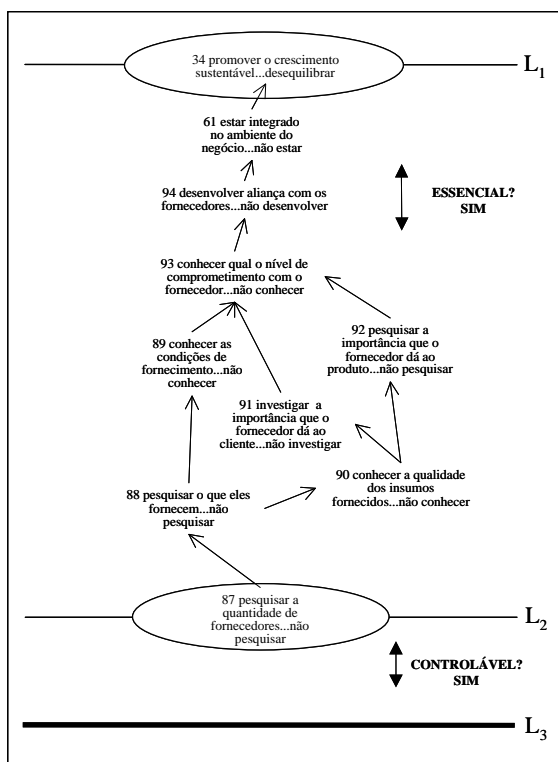 34 promover o crescimento
sustentável...desequilibrar
L1
61 estar integrado
no ambiente do
negócio...não estar
94 desenvolver aliança com os
fornecedores...não desenvolver
ESSENCIAL?
SIM
93 conhecer qual o nível de
comprometimento com o
fornecedor...não conhecer
92 pesquisar a
importância que o
fornecedor dá ao
produto...não pesquisar
89 conhecer as
condições de
fornecimento...não
conhecer
91 investigar a
importância que o
fornecedor dá ao
cliente...não investigar
90 conhecer a qualidade
dos insumos
fornecidos...não conhecer
88 pesquisar o que eles
fornecem...não
pesquisar
87 pesquisar a
quantidade de
fornecedores...não
pesquisar
L2
CONTROLÁVEL?
SIM
L3